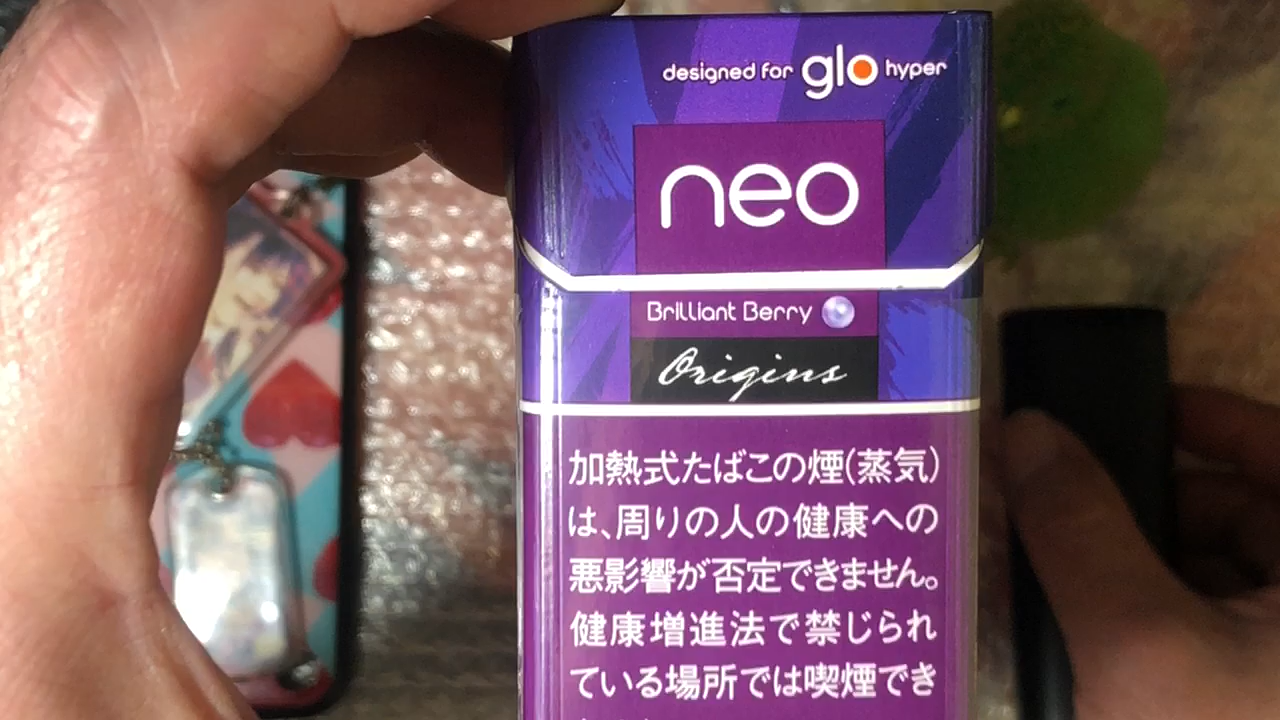 designed for glo hyper
neo
Brilliant Berry
Origins
加熱式たばこの煙(蒸気)
は、周りの人の健康への
悪影響が否定できません。
健康増進法で禁じられ
ている場所では喫煙でき